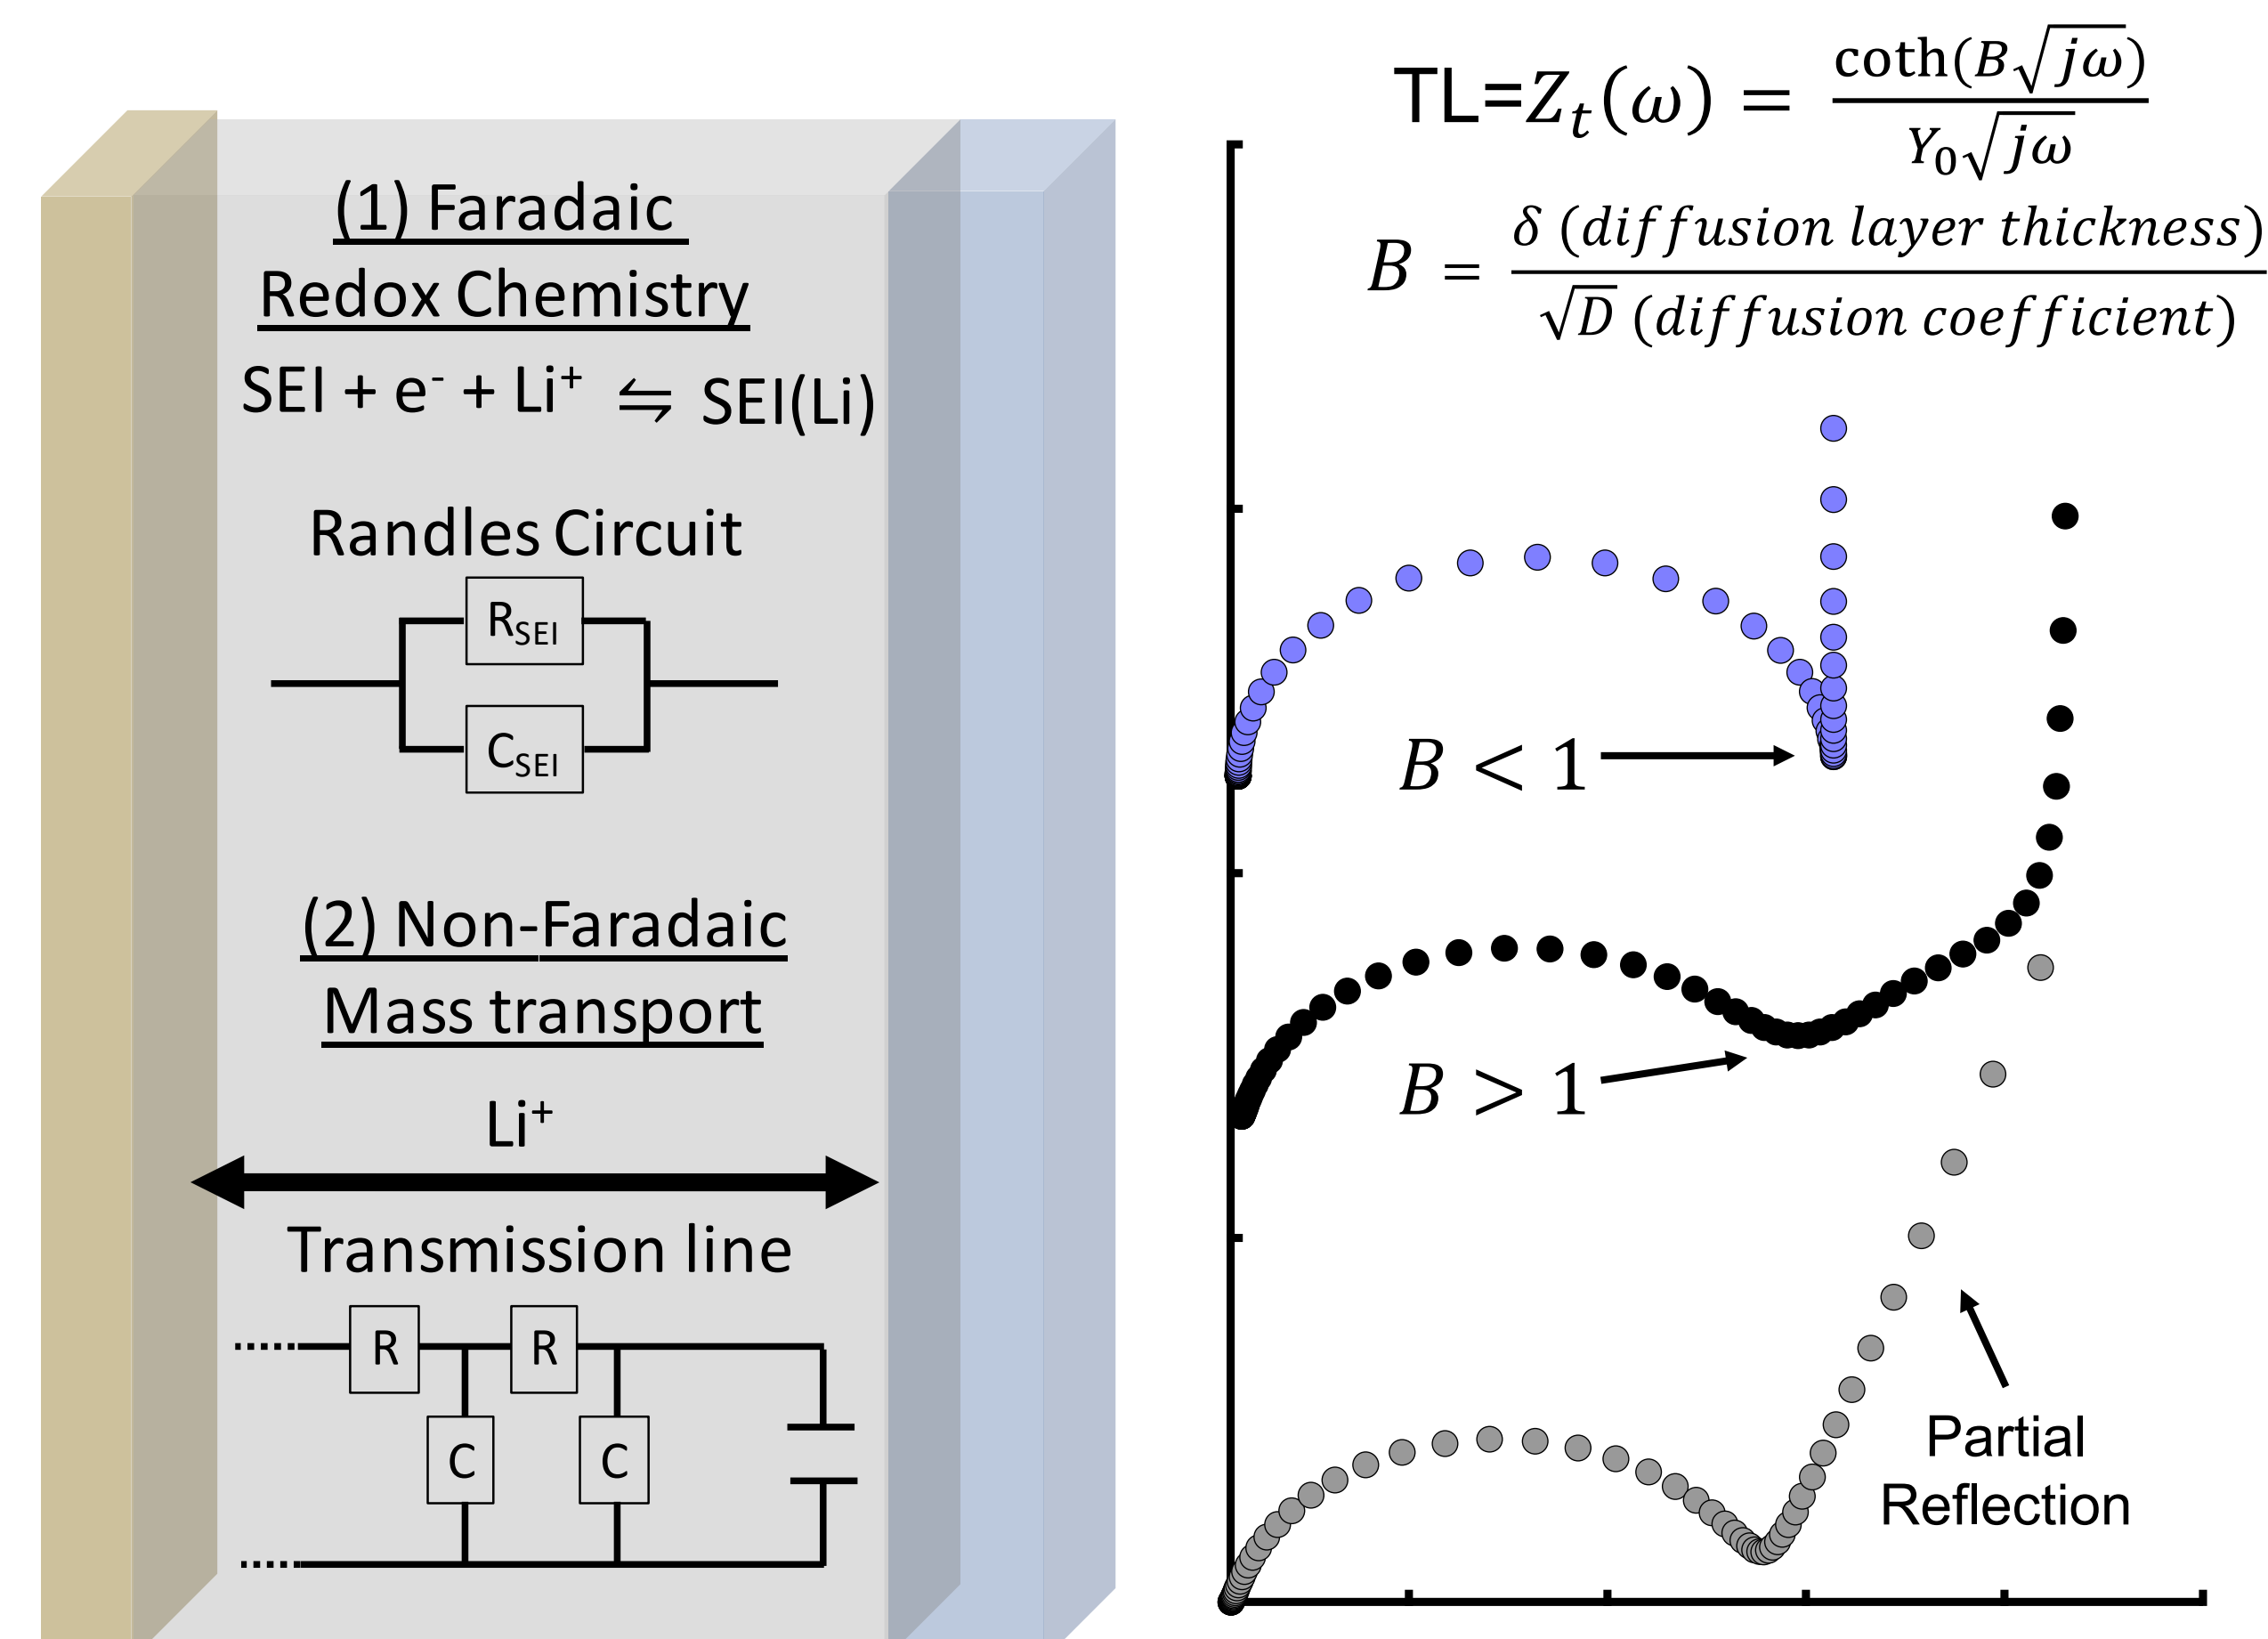 (1) Faradaic
Redox Chemistry
SEI + e⁻ + Li⁺ ⇋ SEI(Li)
Randles Circuit
R_SEI
C_SEI
(2) Non-Faradaic
Mass transport
Li⁺
Transmission line
R R
C C
TL=Z_t(ω) = coth(B√jω) / Y_0√jω
B = δ (diffusion layer thickness) / √D (diffusion coefficient)
B < 1
B > 1
Partial
Reflection